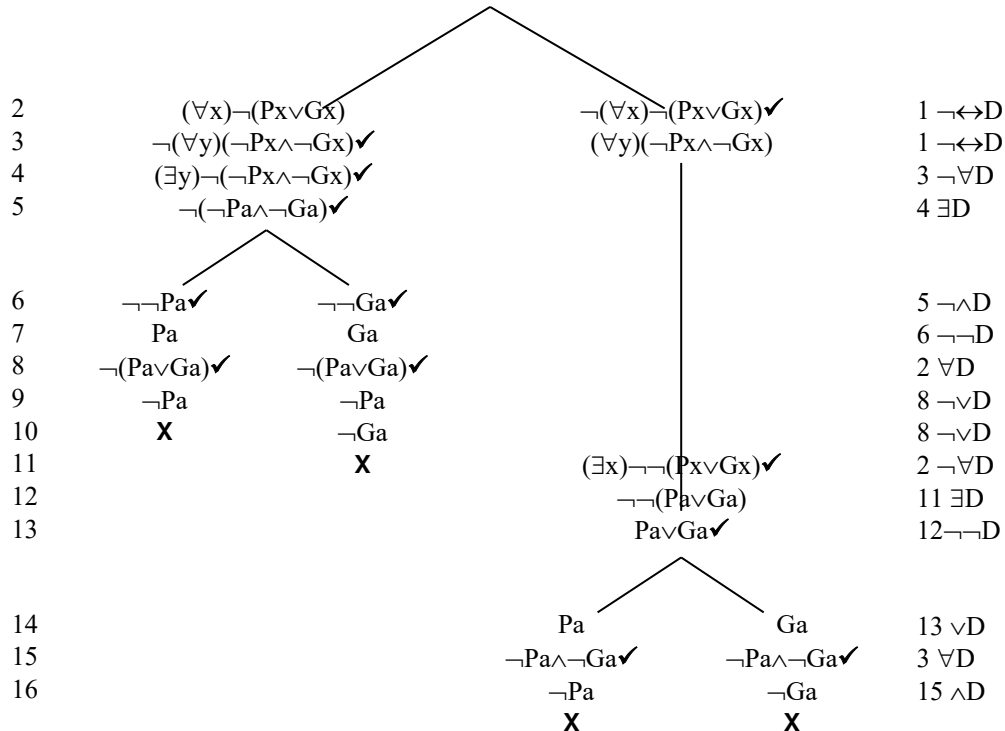 2 (∀x)¬(Px∨Gx) ¬(∀x)¬(Px∨Gx)✔ 1 ¬↔D
3 ¬(∀y)(¬Px∧¬Gx)✔ (∀y)(¬Px∧¬Gx) 1 ¬↔D
4 (∃y)¬(¬Px∧¬Gx)✔ 3 ¬∀D
5 ¬(¬Pa∧¬Ga)✔ 4 ∃D
6 ¬¬Pa✔ ¬¬Ga✔ 5 ¬∧D
7 Pa Ga 6 ¬¬D
8 ¬(Pa∨Ga)✔ ¬(Pa∨Ga)✔ 2 ∀D
9 ¬Pa ¬Pa 8 ¬∨D
10 X ¬Ga 8 ¬∨D
11 X (∃x)¬¬(Px∨Gx)✔ 2 ¬∀D
12 ¬¬(Pa∨Ga) 11 ∃D
13 Pa∨Ga✔ 12¬¬D
14 Pa Ga 13 ∨D
15 ¬Pa∧¬Ga✔ ¬Pa∧¬Ga✔ 3 ∀D
16 ¬Pa ¬Ga 15 ∧D
X X